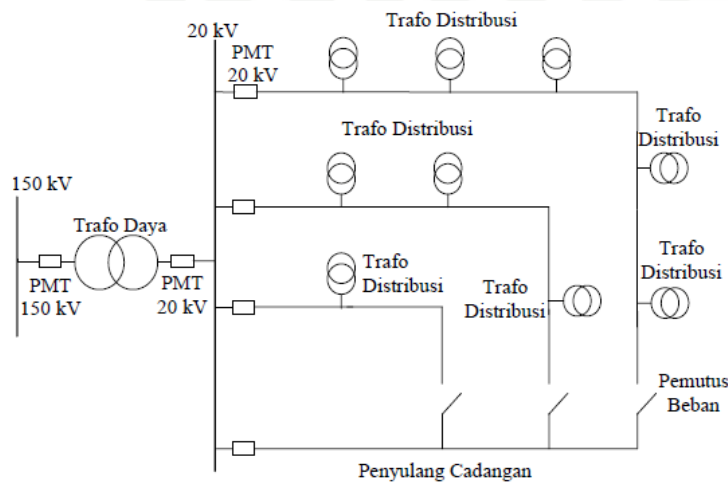 20 kV
PMT
20 kV
Trafo Distribusi
Trafo
Distribusi
Trafo Distribusi
150 kV
Trafo Daya
PMT
150 kV
PMT
20 kV
Trafo
Distribusi
Trafo
Distribusi
Trafo
Distribusi
Pemutus
Beban
Penyulang Cadangan